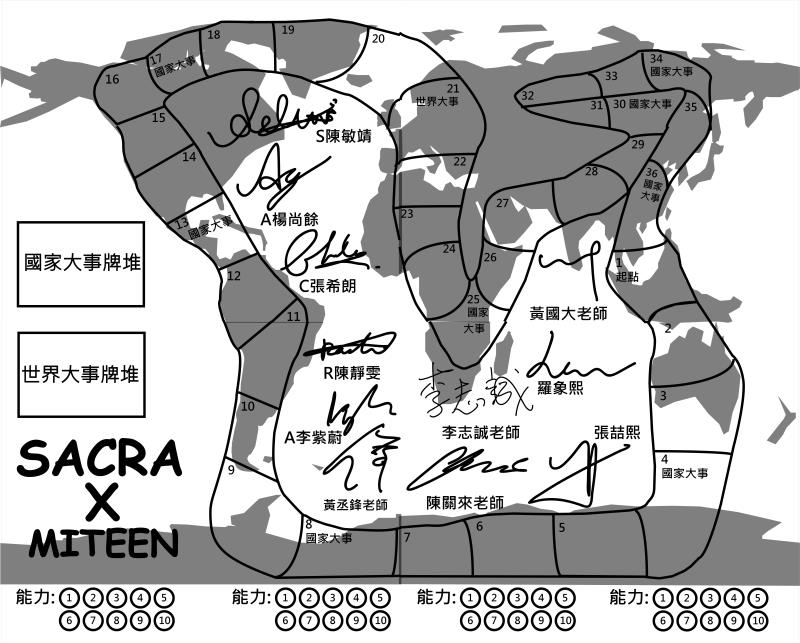 18
19
20
17
國家大事
16
15
14
13
國家大事
12
11
10
9
21
世界大事
22
23
24
25
國家
大事
26
27
28
29
30 國家大事
31
32
33
34
國家大事
35
36
國家
大事
1
起點
2
3
4
國家大事
5
6
7
8
國家大事
S陳敏靖
A楊尚餘
C張希朗
R陳靜雯
A李紫蔚
黃丞鋒老師
黃國大老師
羅象熙
李志誠
李志誠老師
張喆熙
陳關來老師
國家大事牌堆
世界大事牌堆
SACRA
X
MITEEN
能力: 1 2 3 4 5
6 7 8 9 10
能力: 1 2 3 4 5
6 7 8 9 10
能力: 1 2 3 4 5
6 7 8 9 10
能力: 1 2 3 4 5
6 7 8 9 10